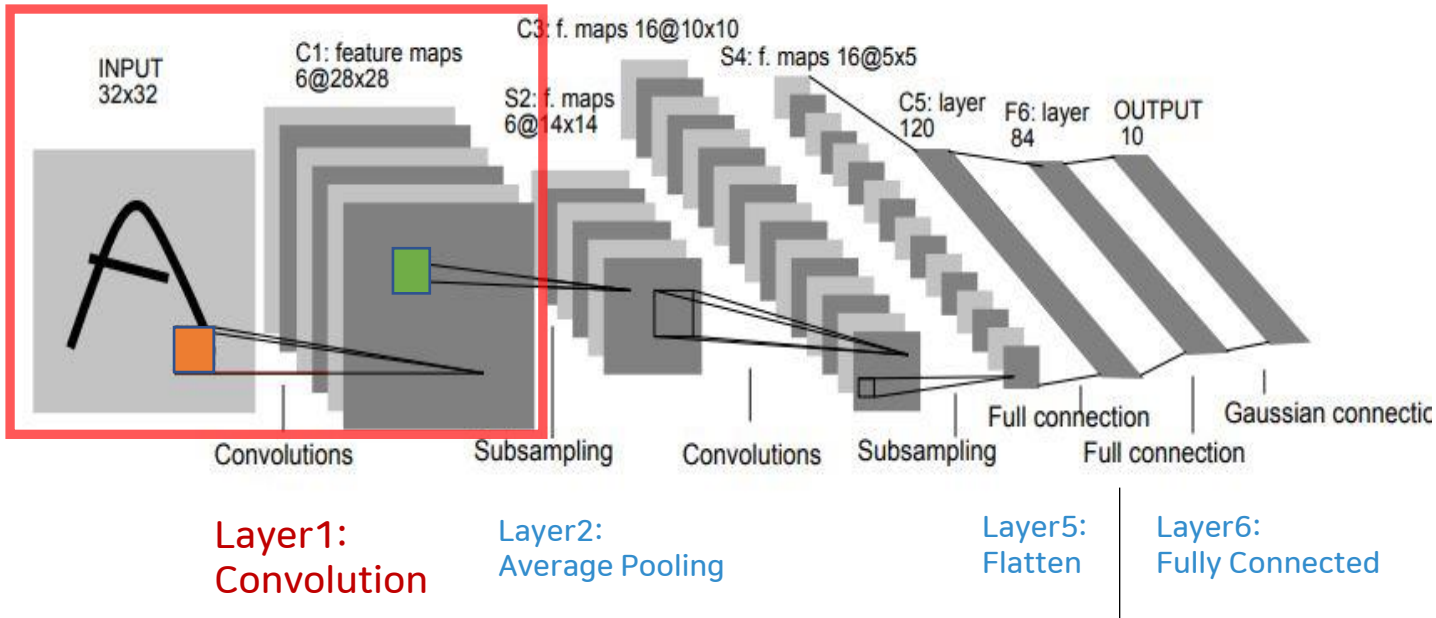 INPUT
32x32
C1: feature maps
6@28x28
S2: f. maps
6@14x14
C3: f. maps 16@10x10
S4: f. maps 16@5x5
C5: layer
120
F6: layer
84
OUTPUT
10
Convolutions
Subsampling
Convolutions
Subsampling
Full connection
Full connection
Gaussian connectio
Layer1:
Convolution
Layer2:
Average Pooling
Layer5:
Flatten
Layer6:
Fully Connected